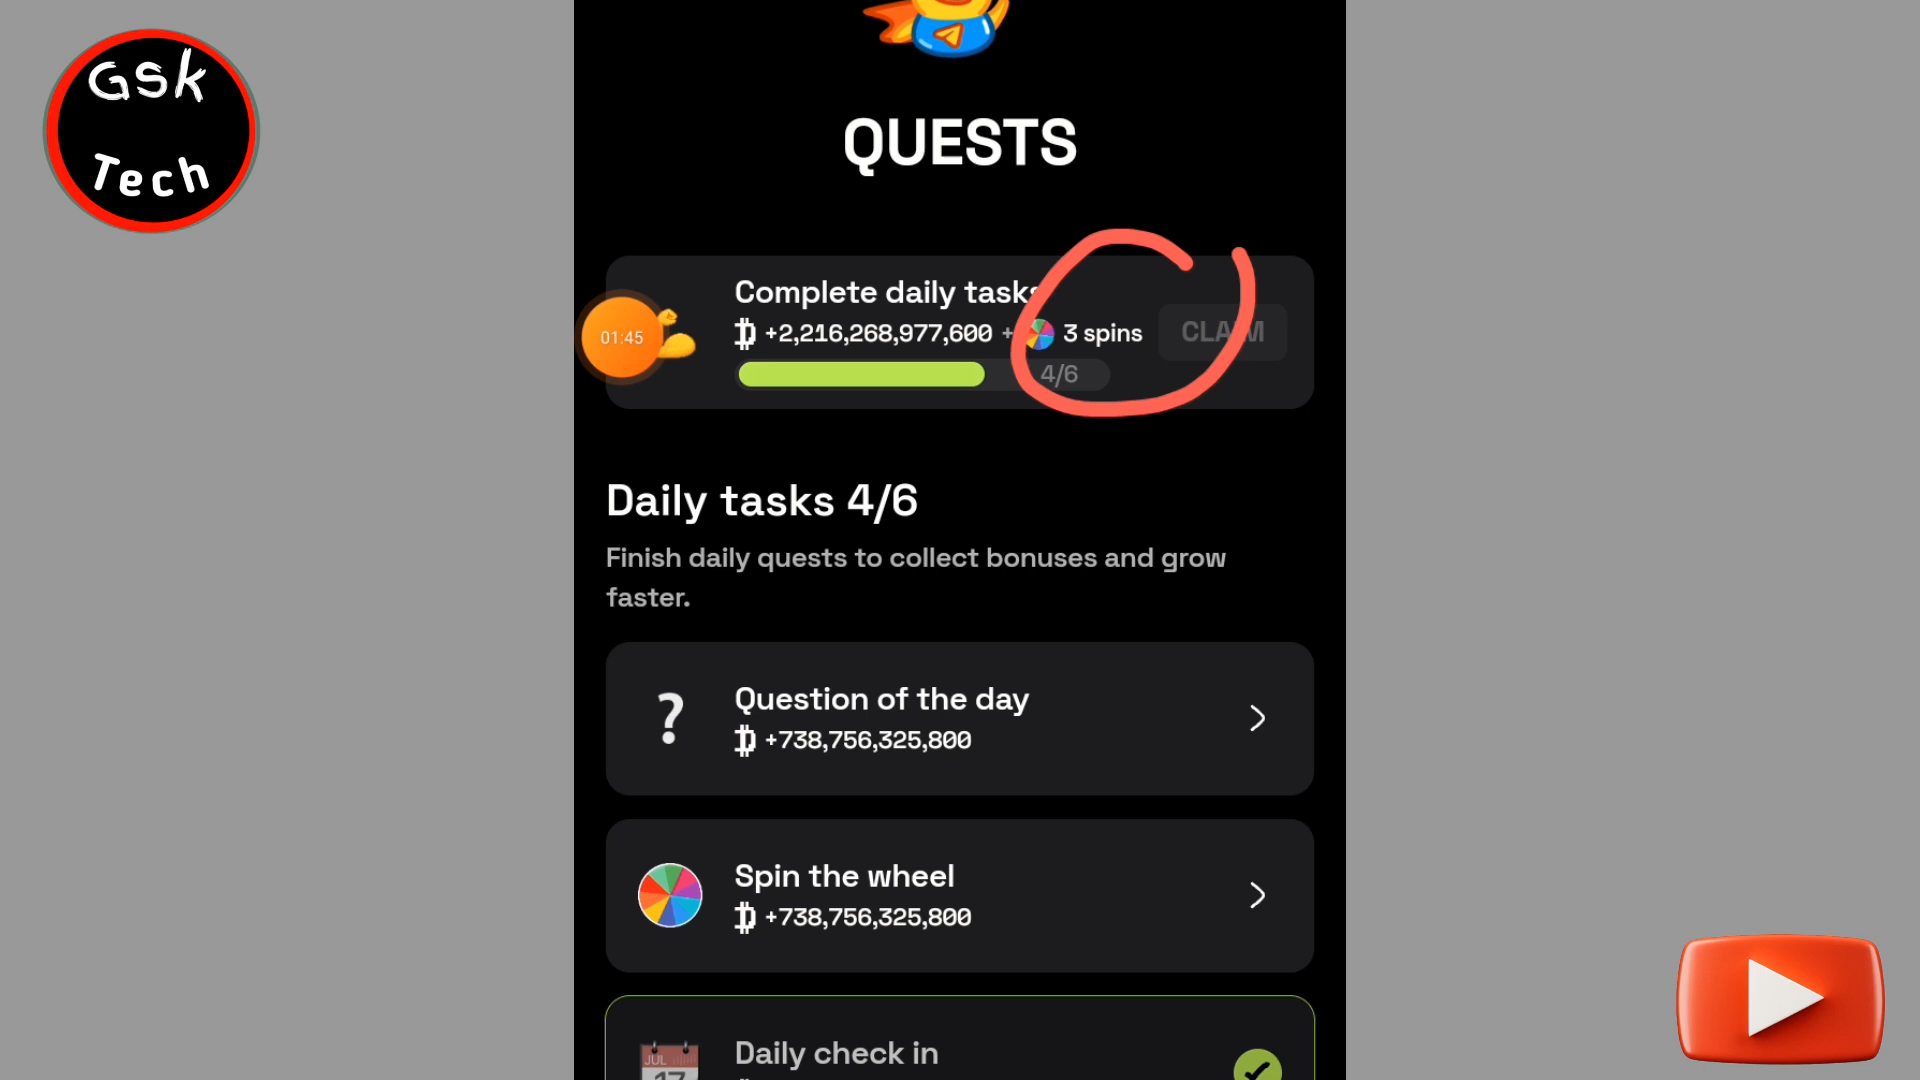 Gsk
Tech
QUESTS
Complete daily tasks
+2,216,268,977,600 + 3 spins
CLAIM
01:45
4/6
Daily tasks 4/6
Finish daily quests to collect bonuses and grow
faster.
?
Question of the day
+738,756,325,800
Spin the wheel
+738,756,325,800
JUL
17
Daily check in